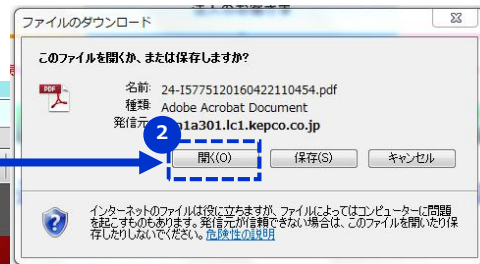 ファイルのダウンロード
このファイルを開くか、または保存しますか?
名前: 24-I5775120160422110454.pdf
種類: Adobe Acrobat Document
発信元: 1a301.lc1.kepco.co.jp
2
開く(O)
保存(S)
キャンセル
インターネットのファイルは役に立ちますが、ファイルによってはコンピューターに問題
を起こすものもあります。発信元が信頼できない場合は、このファイルを開いたり保
存したりしないでください。危険性の説明